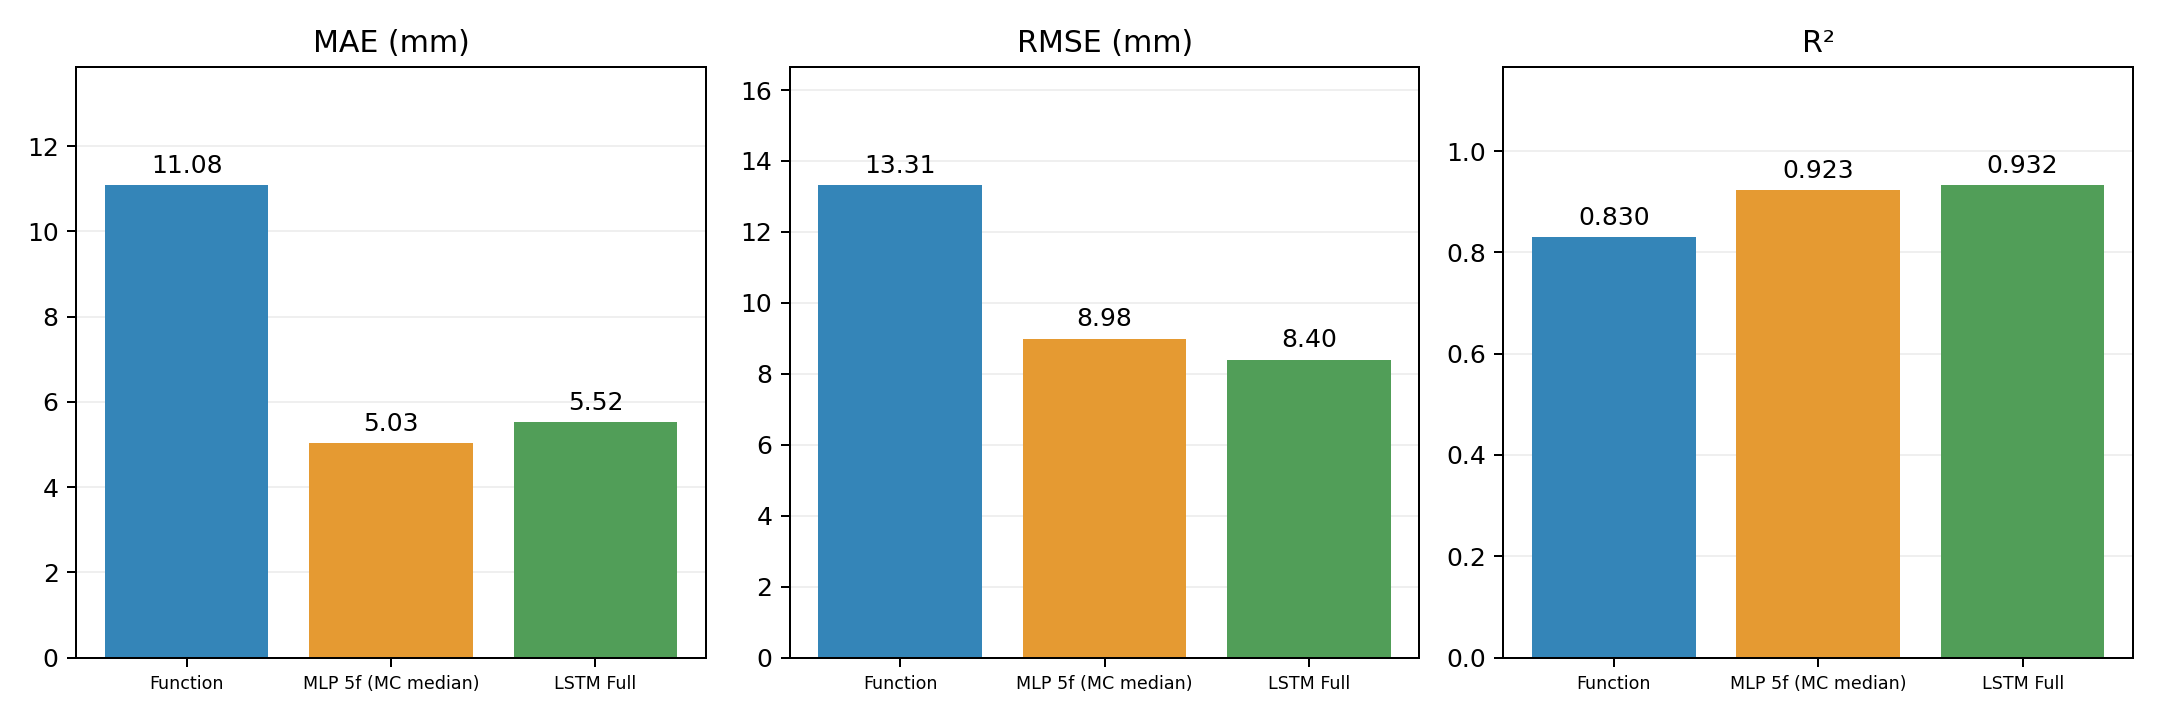 MAE (mm)
12
10
8
6
4
2
0
11.08
5.03
5.52
Function
MLP 5f (MC median)
LSTM Full
RMSE (mm)
16
14
12
10
8
6
4
2
0
13.31
8.98
8.40
Function
MLP 5f (MC median)
LSTM Full
R²
1.0
0.8
0.6
0.4
0.2
0.0
0.830
0.923
0.932
Function
MLP 5f (MC median)
LSTM Full